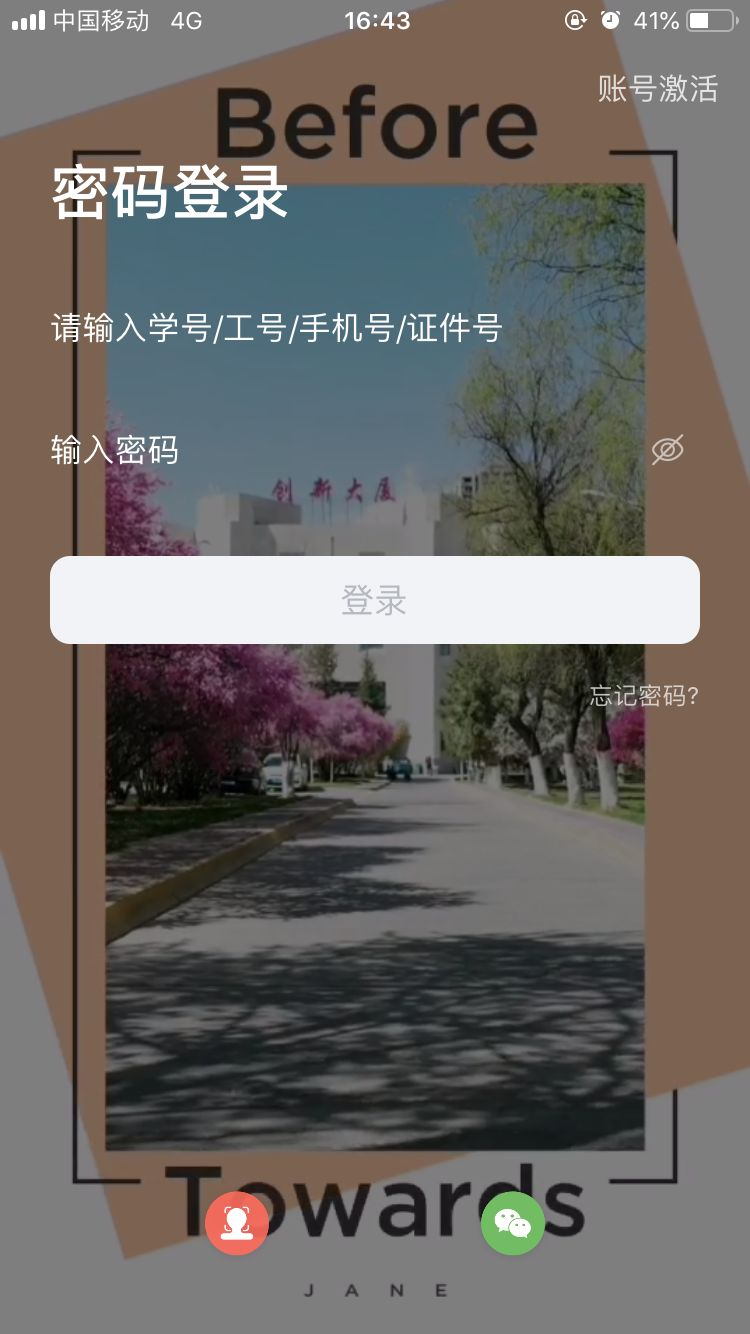 中国移动 4G 16:43 41%
账号激活
Before
密码登录
请输入学号/工号/手机号/证件号
输入密码
创新大厦
登录
忘记密码?
Towards
JANE